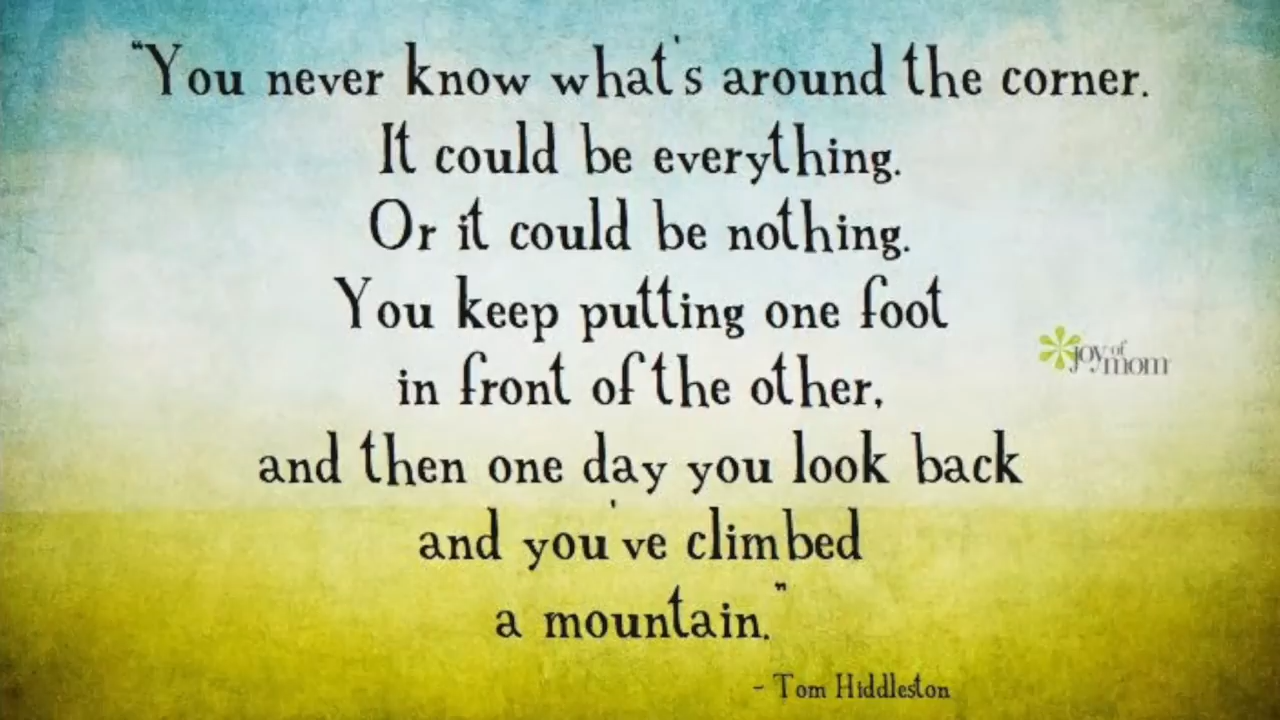 "You never know what's around the corner.
It could be everything.
Or it could be nothing.
You keep putting one foot
in front of the other,
and then one day you look back
and you've climbed
a mountain."
- Tom Hiddleston
joy of mom